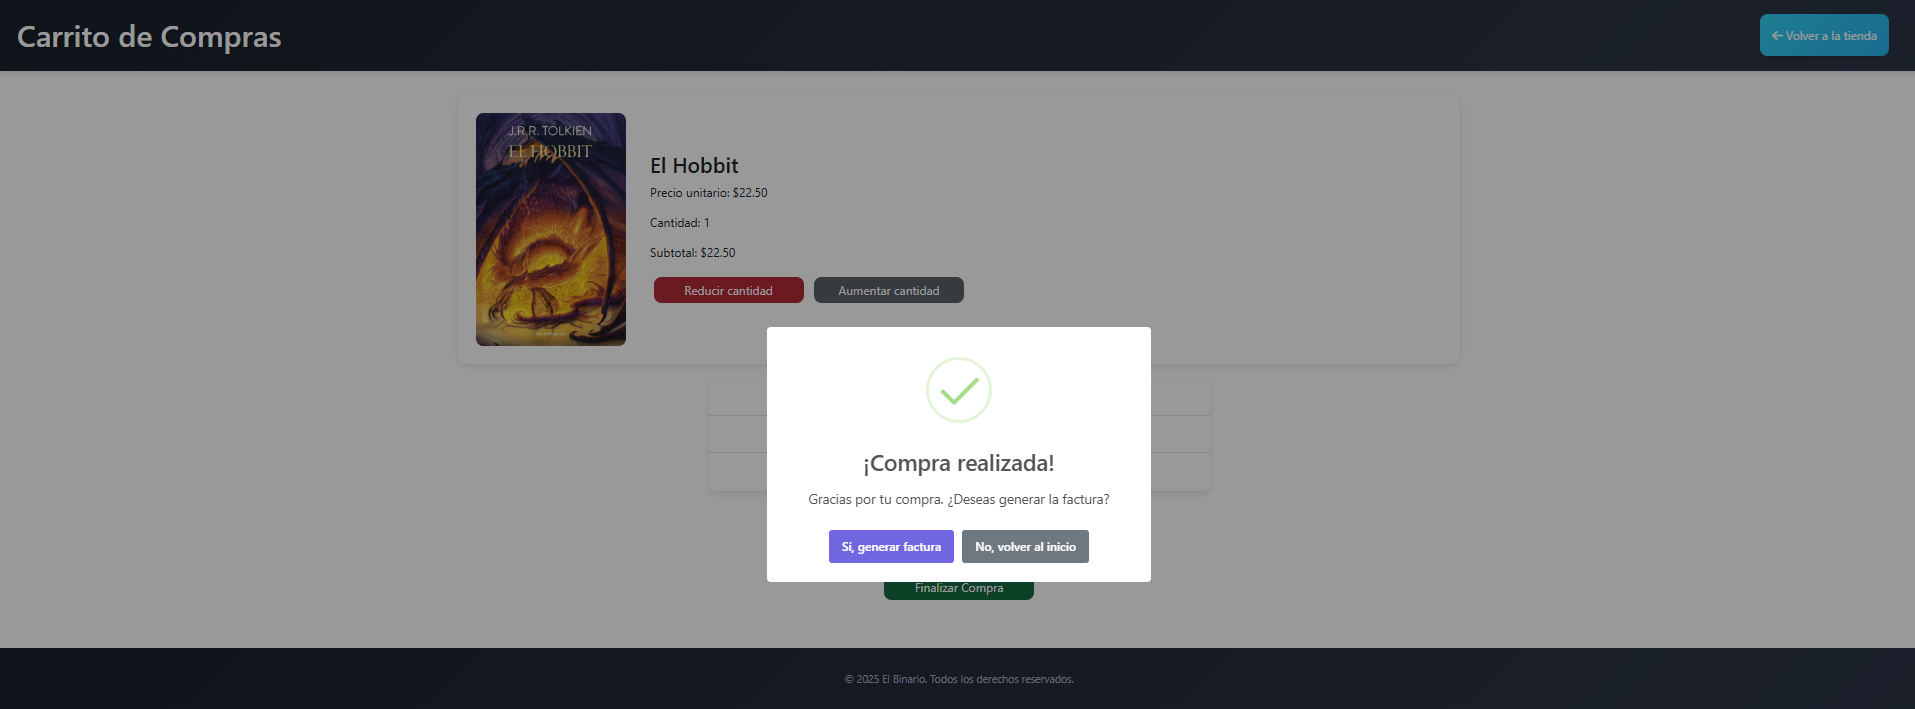 Carrito de Compras
← Volver a la tienda
J.R.R. TOLKIEN
EL HOBBIT
El Hobbit
Precio unitario: $22.50
Cantidad: 1
Subtotal: $22.50
Reducir cantidad
Aumentar cantidad
¡Compra realizada!
Gracias por tu compra. ¿Deseas generar la factura?
Sí, generar factura
No, volver al inicio
Finalizar Compra
© 2025 El Binario. Todos los derechos reservados.